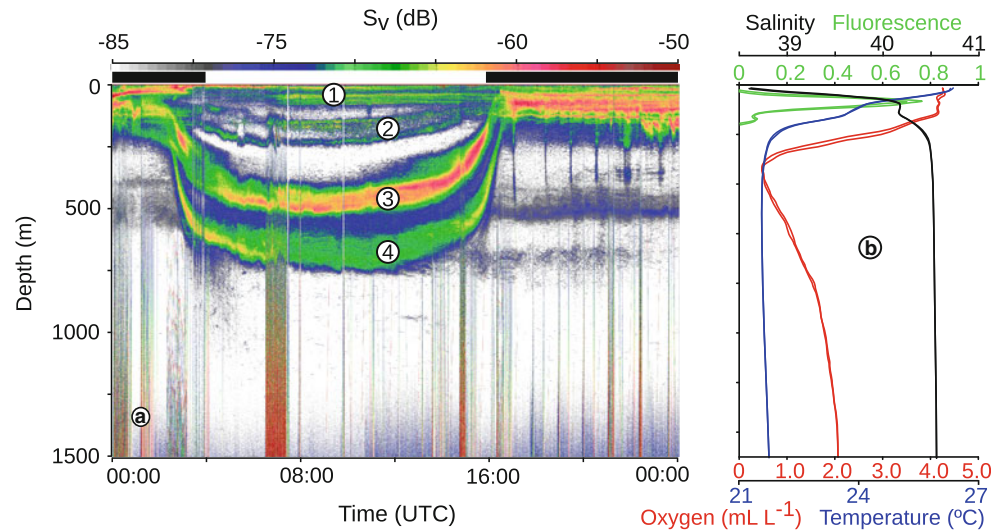 Sv (dB)
-85 -75 -60 -50
0
500
1000
1500
Depth (m)
1
2
3
4
a
00:00 08:00 16:00 00:00
Time (UTC)
Salinity Fluorescence
39 40 41
0 0.2 0.4 0.6 0.8 1
b
0 1.0 2.0 3.0 4.0 5.0
21 24 27
Oxygen (mL L-1) Temperature (ºC)